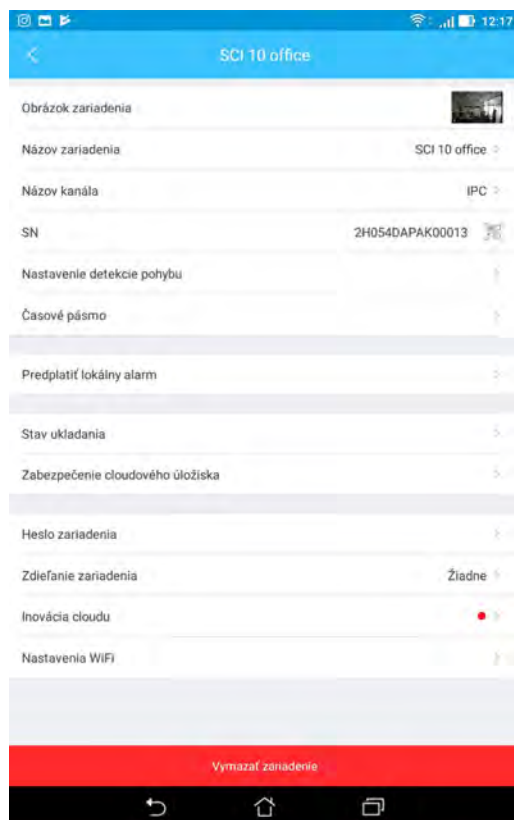 12:17
SCI 10 office
Obrázok zariadenia
Názov zariadenia SCI 10 office
Názov kanála IPC
SN 2H054DAPAK00013
Nastavenie detekcie pohybu
Časové pásmo
Predplatiť lokálny alarm
Stav ukladania
Zabezpečenie cloudového úložiska
Heslo zariadenia
Zdieľanie zariadenia Žiadne
Inovácia cloudu
Nastavenia WiFi
Vymazať zariadenie